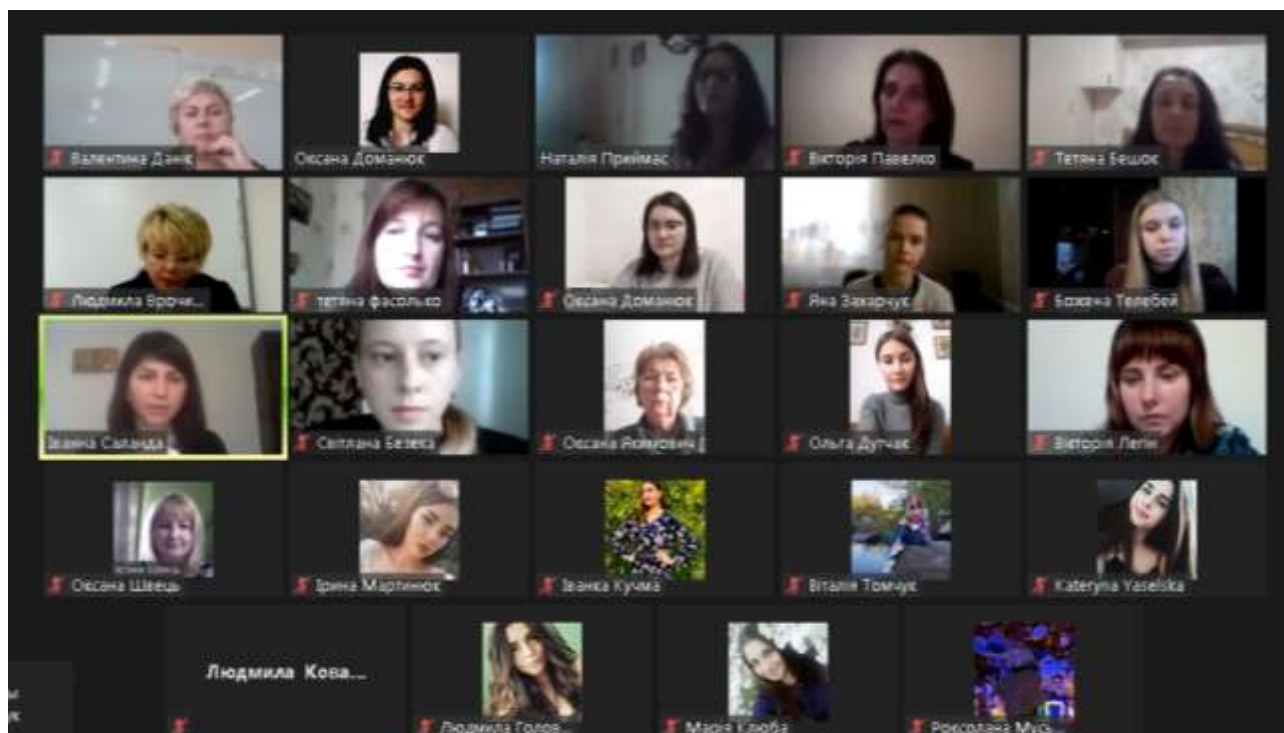 Валентина Данік
Оксана Доманюк
Наталія Приймас
Вікторія Павелко
Тетяна Бешок
Людмила Врочи...
тетяна фасолько
Оксана Доманюк
Яна Захарчук
Божена Телебей
Іванна Саланда
Світлана Безека
Оксана Якимович
Ольга Дутчак
Вікторія Легін
Оксана Швець
Ірина Мартинюк
Іванка Кучма
Віталія Томчук
Kateryna Yaselska
Людмила Кова...
Людмила Голов...
Марія Клюба
Роксолана Мусь...